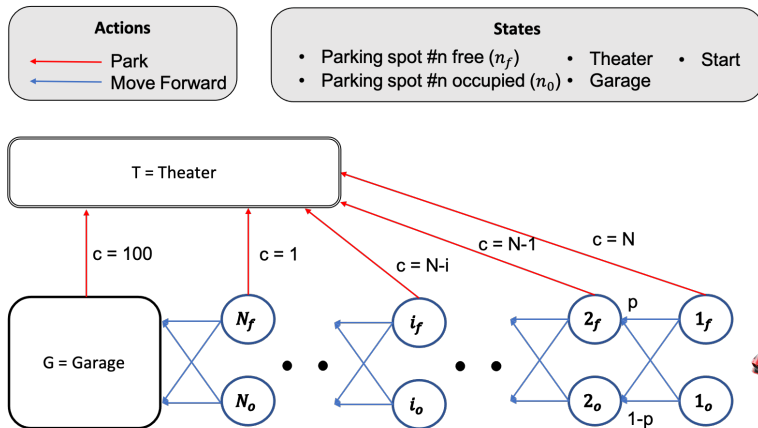 Actions
Park
Move Forward
States
• Parking spot #n free (n_f) • Theater • Start
• Parking spot #n occupied (n_0) • Garage
T = Theater
c = 100
c = 1
c = N-i
c = N-1
c = N
G = Garage
N_f
i_f
2_f
p
1_f
N_o
i_o
2_o
1-p
1_o